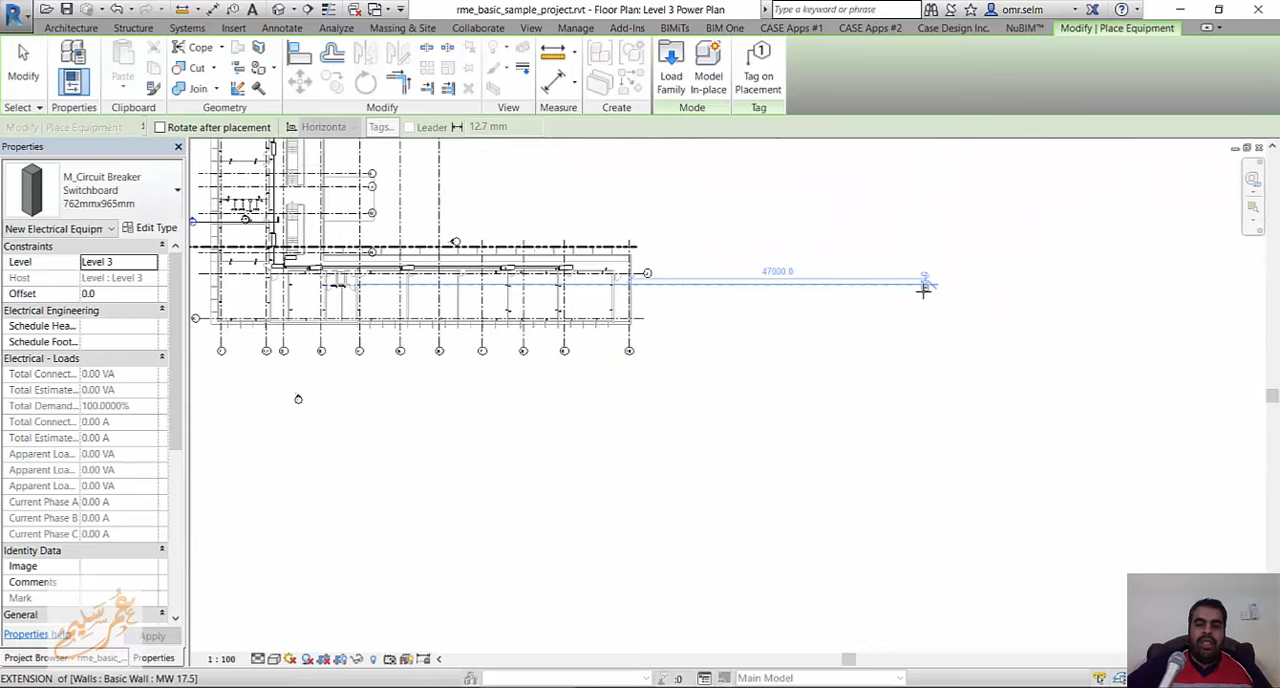 rme_basic_sample_project.rvt - Floor Plan: Level 3 Power Plan
Type a keyword or phrase
omr.selm
Architecture Structure Systems Insert Annotate Analyze Massing & Site Collaborate View Manage Add-Ins BIMiTs BIM One CASE Apps #1 CASE Apps #2 Case Design Inc. NuBIM™ Modify | Place Equipment
Modify
Properties
Paste
Cope
Cut
Join
Load Family
Model In-place
Tag on Placement
Select Properties Clipboard Geometry Modify View Measure Create Mode Tag
Modify | Place Equipment
Rotate after placement
Horizonta
Tags...
Leader
12.7 mm
Properties
M_Circuit Breaker
Switchboard
762mmx965mm
New Electrical Equipm
Edit Type
Constraints
Level Level 3
Host Level : Level 3
Offset 0.0
Electrical Engineering
Schedule Hea...
Schedule Foot...
Electrical - Loads
Total Connect... 0.00 VA
Total Estimate... 0.00 VA
Total Demand... 100.0000%
Total Connect... 0.00 A
Total Estimate... 0.00 A
Apparent Loa... 0.00 VA
Apparent Loa... 0.00 VA
Apparent Loa... 0.00 VA
Current Phase A 0.00 A
Current Phase B 0.00 A
Current Phase C 0.00 A
Identity Data
Image
Comments
Mark
General
Properties help
Apply
عمر سليم
Project Browser - rme_basic_... Properties
47000.0
1 : 100
EXTENSION of [Walls : Basic Wall : MW 17.5]
:0
Main Model